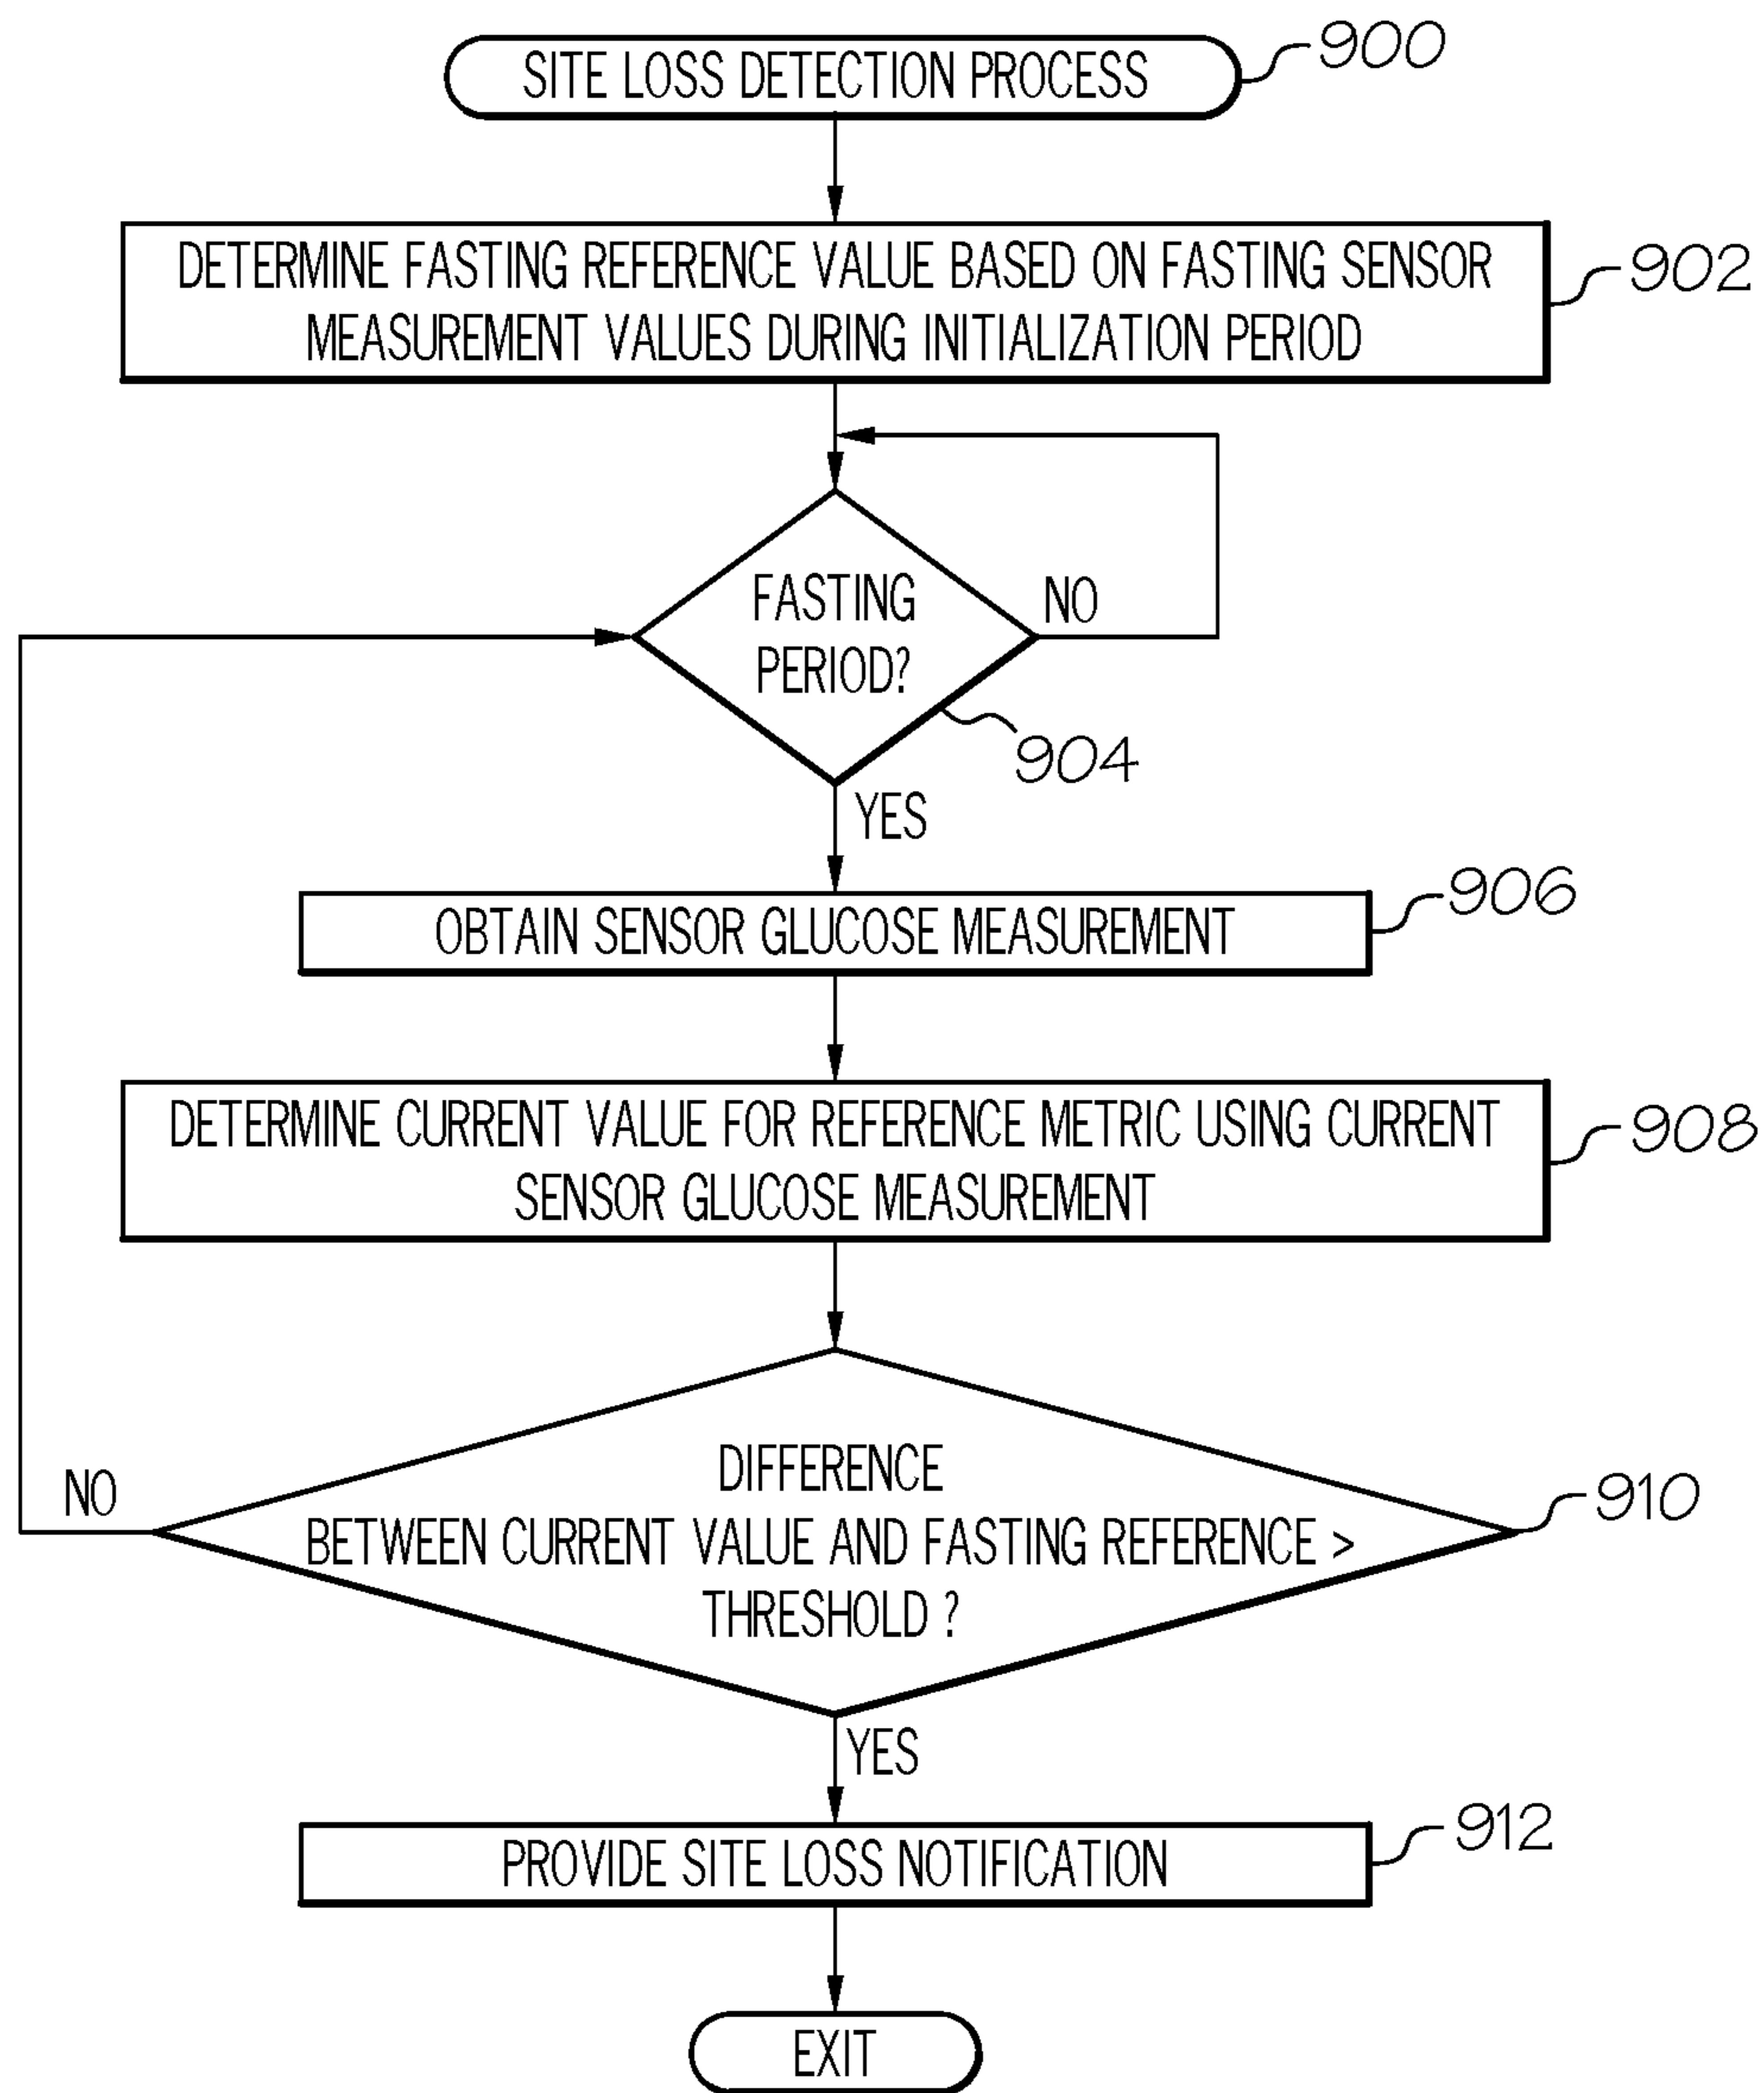 SITE LOSS DETECTION PROCESS
900
DETERMINE FASTING REFERENCE VALUE BASED ON FASTING SENSOR
MEASUREMENT VALUES DURING INITIALIZATION PERIOD
902
FASTING
PERIOD?
NO
904
YES
OBTAIN SENSOR GLUCOSE MEASUREMENT
906
DETERMINE CURRENT VALUE FOR REFERENCE METRIC USING CURRENT
SENSOR GLUCOSE MEASUREMENT
908
DIFFERENCE
BETWEEN CURRENT VALUE AND FASTING REFERENCE >
THRESHOLD ?
NO
910
YES
PROVIDE SITE LOSS NOTIFICATION
912
EXIT